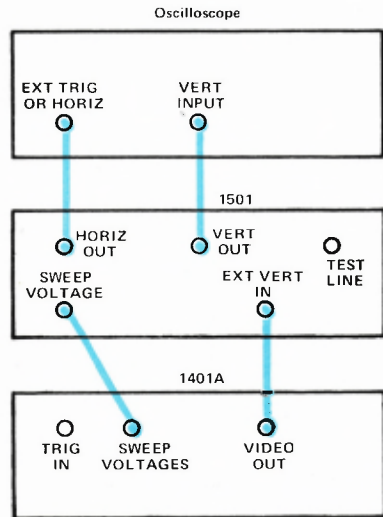 Oscilloscope
EXT TRIG
OR HORIZ
VERT
INPUT
1501
HORIZ
OUT
VERT
OUT
TEST
LINE
SWEEP
VOLTAGE
EXT VERT
IN
1401A
TRIG
IN
SWEEP
VOLTAGES
VIDEO
OUT